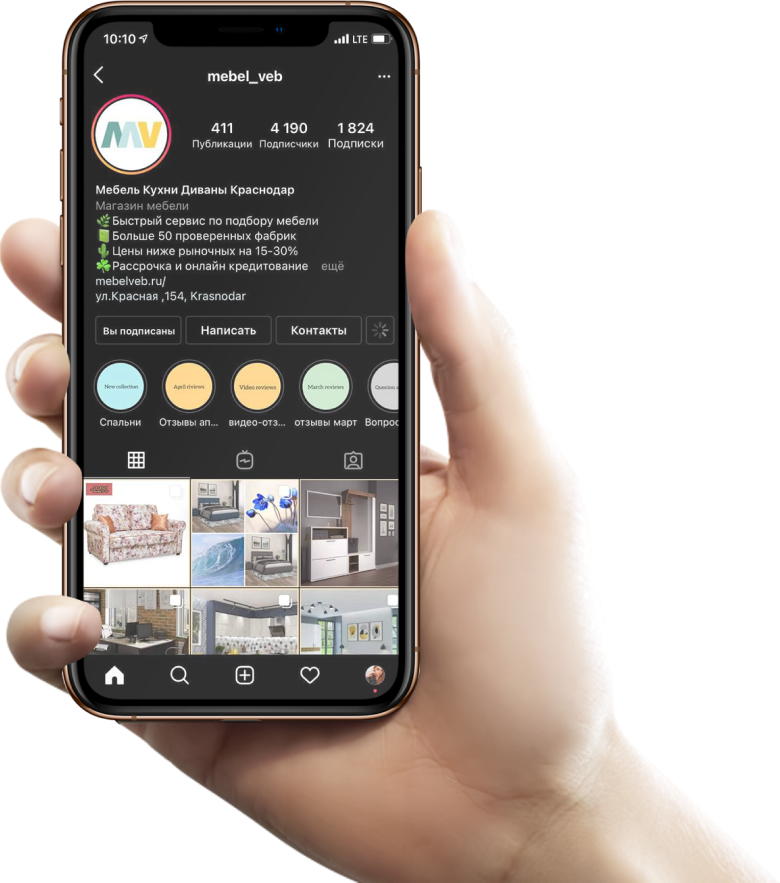 10:10 LTE
mebel_veb
MV
411 4 190 1 824
Публикации Подписчики Подписки
Мебель Кухни Диваны Краснодар
Магазин мебели
Быстрый сервис по подбору мебели
Больше 50 проверенных фабрик
Цены ниже рыночных на 15-30%
Рассрочка и онлайн кредитование ещё
mebelveb.ru/
ул.Красная ,154, Krasnodar
Вы подписаны Написать Контакты
New collection April riviews Video reviews March reviews Question a
Спальни Отзывы ап... видео-отз... отзывы март Вопрос